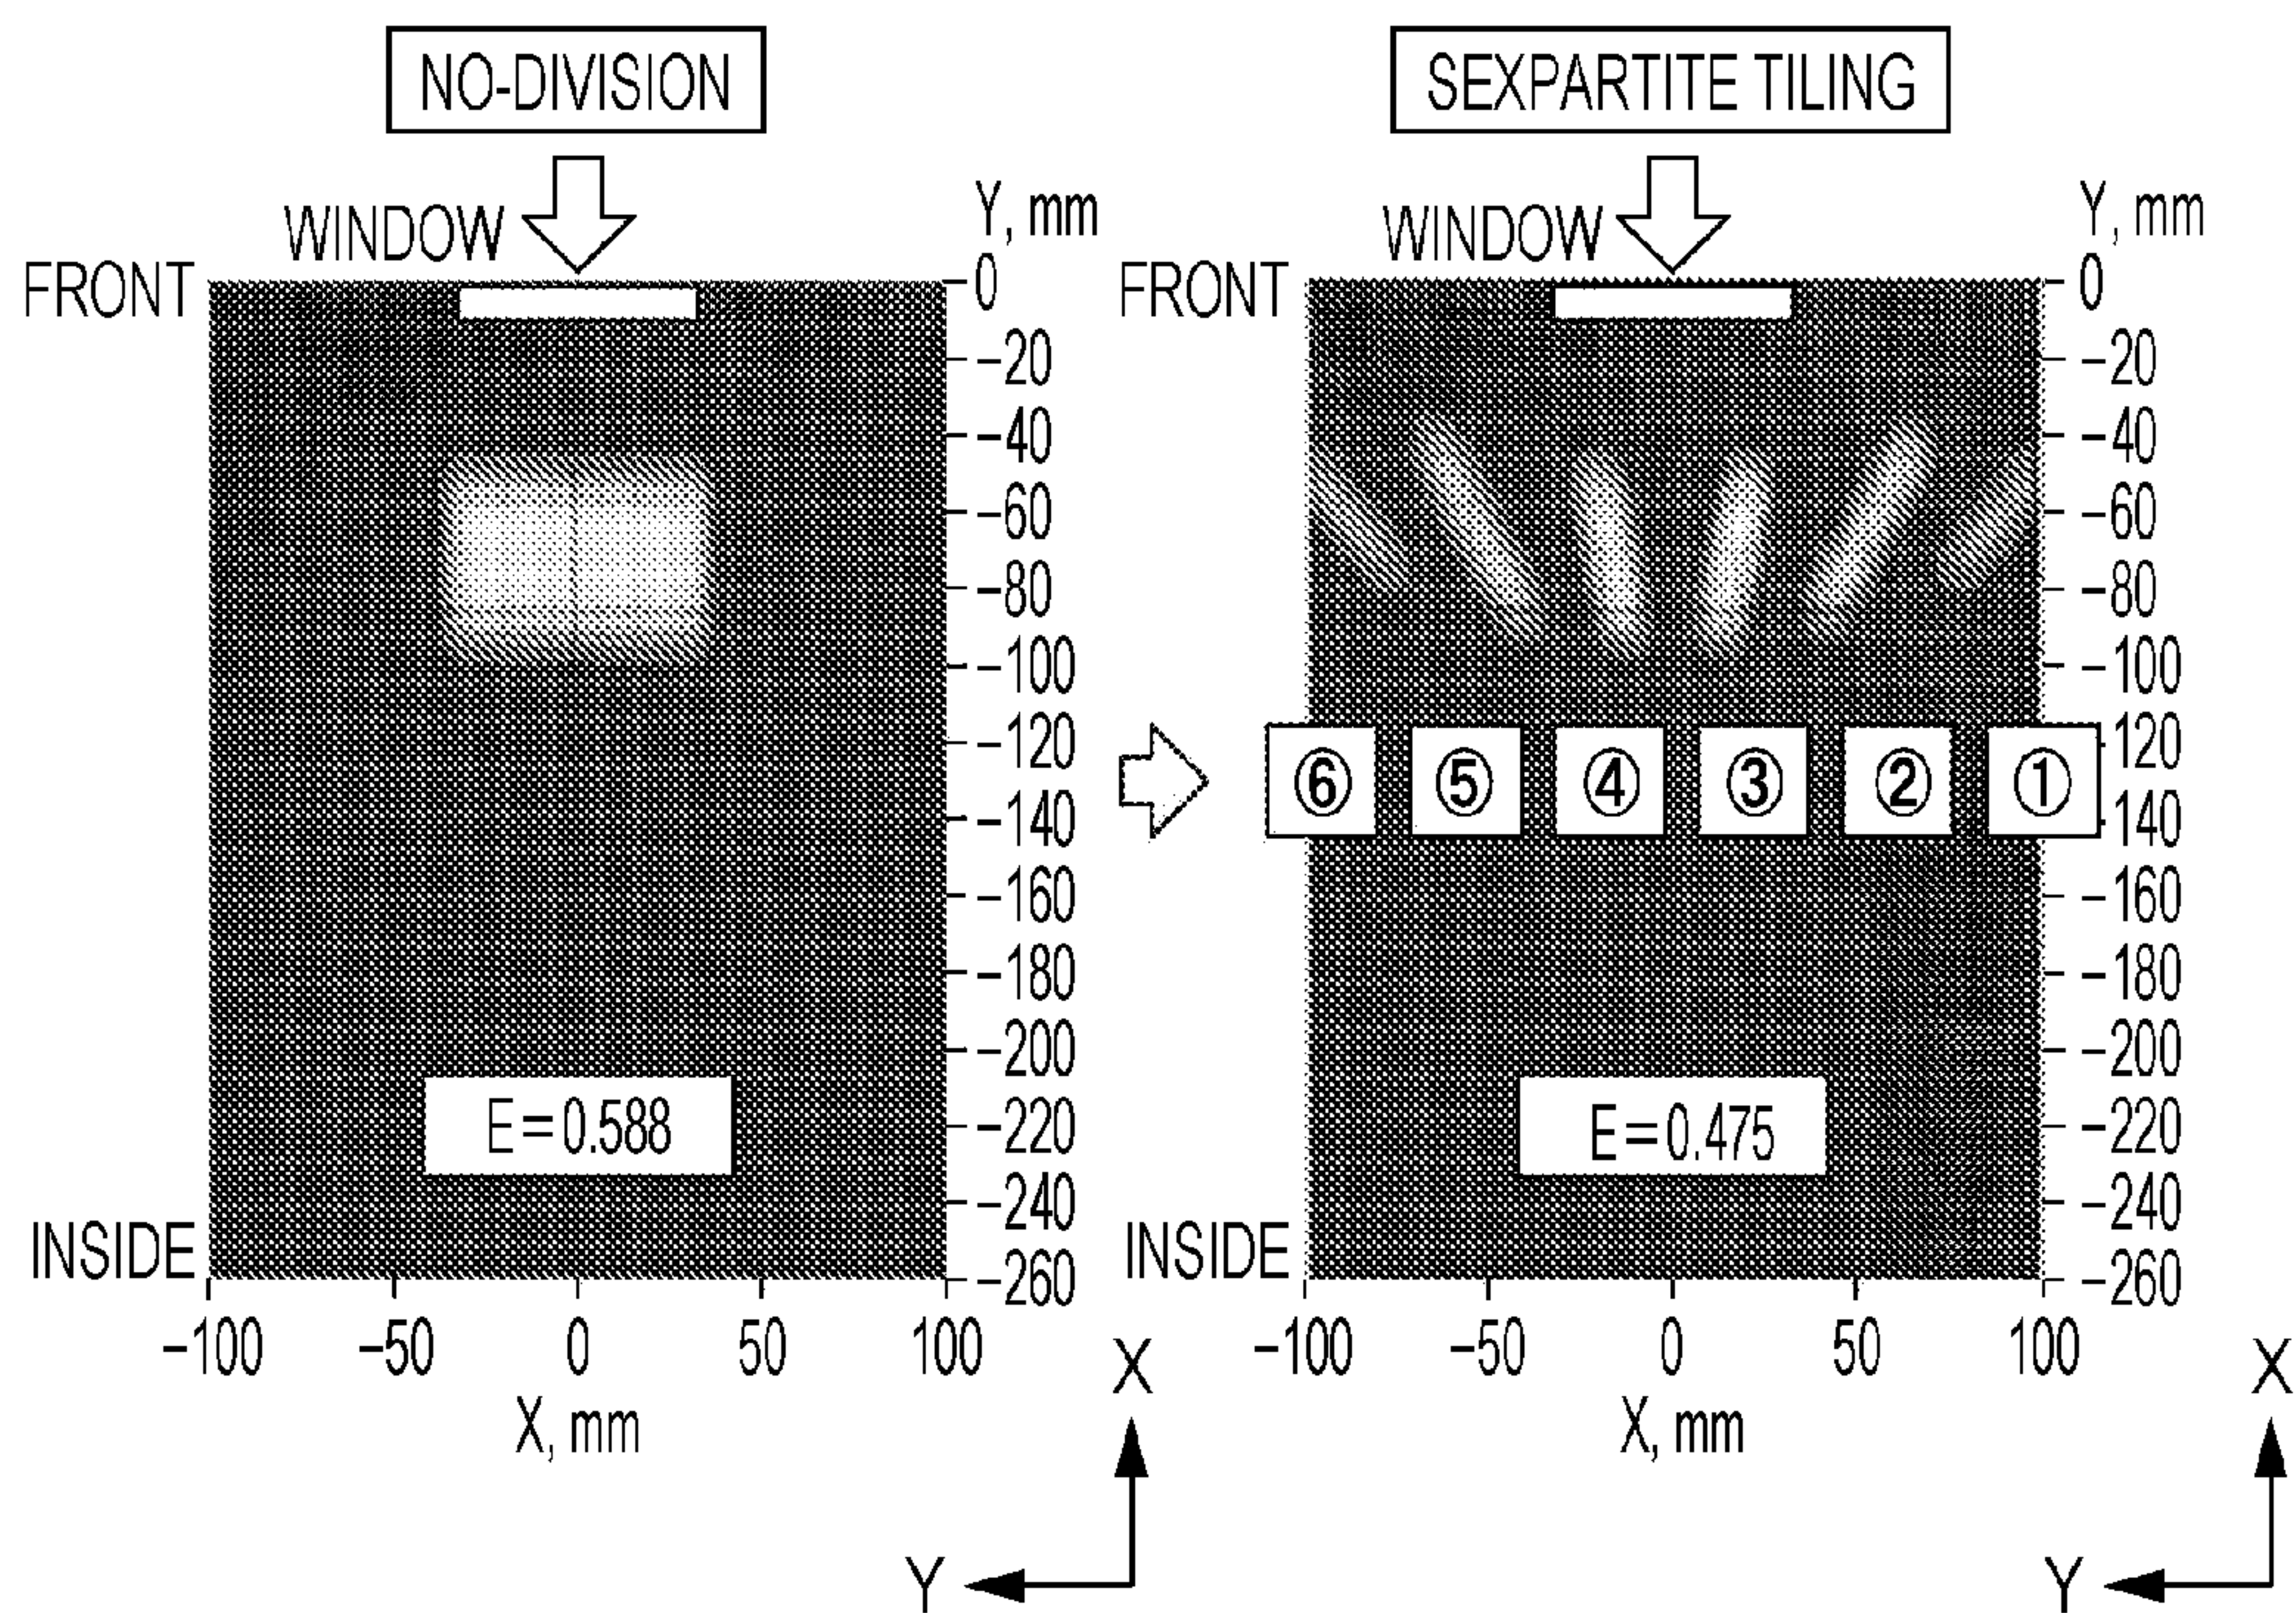 NO-DIVISION
WINDOW
Y, mm
FRONT
0
−20
−40
−60
−80
−100
−120
−140
−160
−180
−200
−220
−240
−260
E=0.588
INSIDE
−100 −50 0 50 100
X, mm
X
Y
SEXPARTITE TILING
WINDOW
Y, mm
FRONT
0
−20
−40
−60
−80
−100
120
⑥ ⑤ ④ ③ ② ①
140
−160
−180
−200
−220
−240
−260
E=0.475
INSIDE
−100 −50 0 50 100
X, mm
X
Y